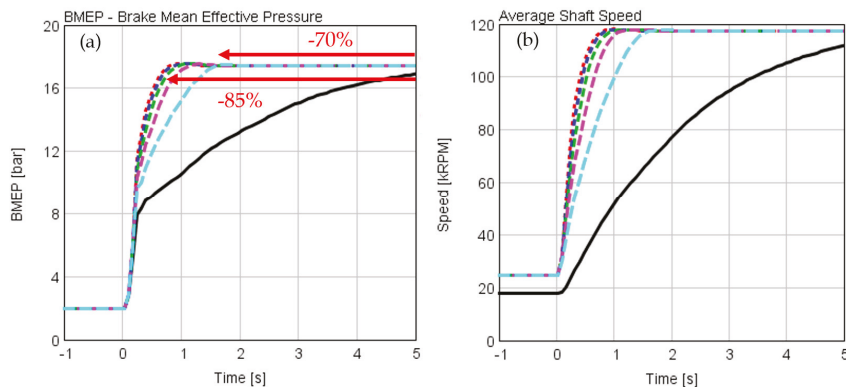 BMEP - Brake Mean Effective Pressure
(a)
-70%
-85%
BMEP [bar]
20
16
12
8
4
0
-1 0 1 2 3 4 5
Time [s]
Average Shaft Speed
(b)
Speed [kRPM]
120
100
80
60
40
20
0
-1 0 1 2 3 4 5
Time [s]